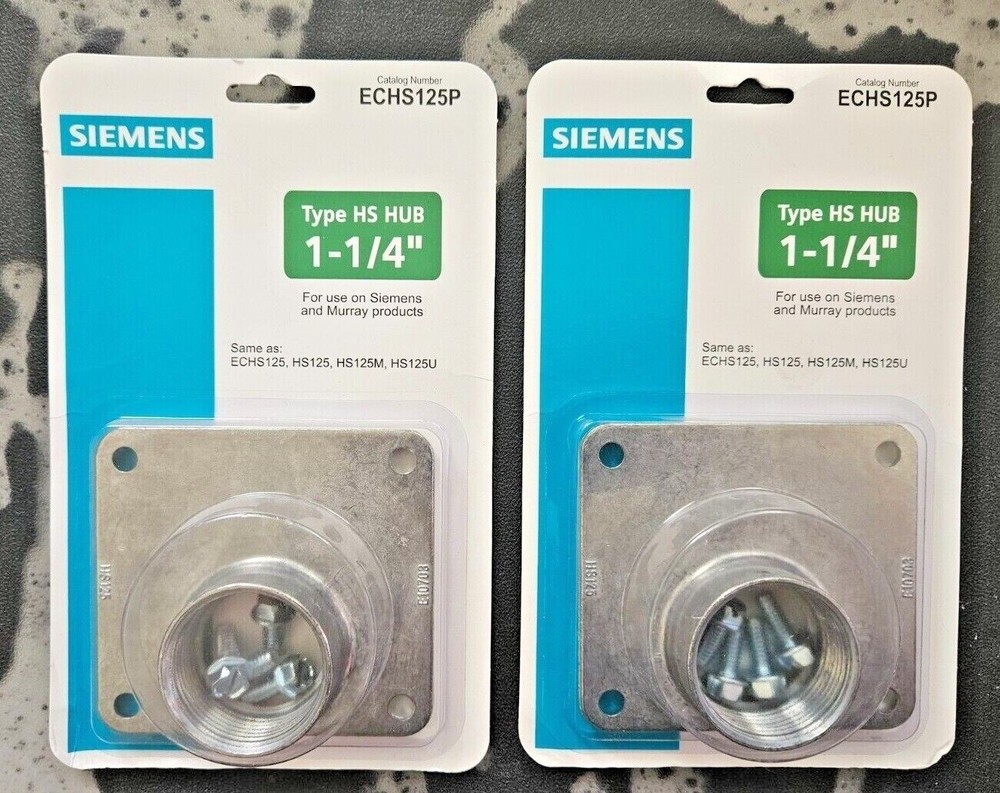 Catalog Number
ECHS125P
SIEMENS
Type HS HUB
1-1/4"
For use on Siemens
and Murray products
Same as:
ECHS125, HS125, HS125M, HS125U
HS125
Catalog Number
ECHS125P
SIEMENS
Type HS HUB
1-1/4"
For use on Siemens
and Murray products
Same as:
ECHS125, HS125, HS125M, HS125U
HS125